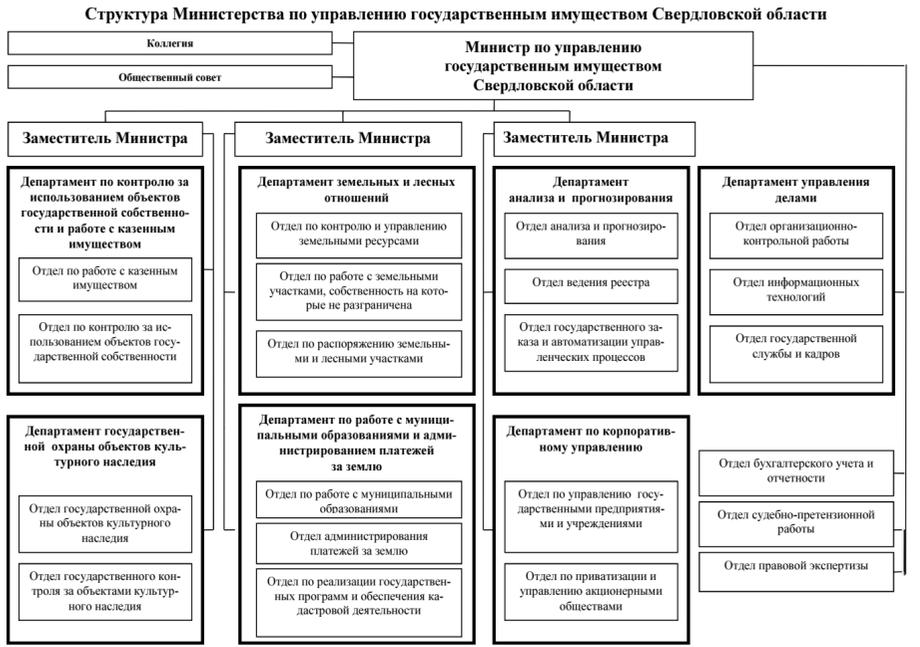 Структура Министерства по управлению государственным имуществом Свердловской области
Коллегия
Общественный совет
Министр по управлению
государственным имуществом
Свердловской области
Заместитель Министра
Заместитель Министра
Заместитель Министра
Департамент по контролю за
использованием объектов
государственной собственно-
сти и работе с казенным
имуществом
Отдел по работе с казенным
имуществом
Отдел по контролю за ис-
пользованием объектов госу-
дарственной собственности
Департамент земельных и лесных
отношений
Отдел по контролю и управлению
земельными ресурсами
Отдел по работе с земельными
участками, собственность на кото-
рые не разграничена
Отдел по распоряжению земельны-
ми и лесными участками
Департамент
анализа и прогнозирования
Отдел анализа и прогнозиро-
вания
Отдел ведения реестра
Отдел государственного за-
каза и автоматизации управ-
ленческих процессов
Департамент управления
делами
Отдел организационно-
контрольной работы
Отдел информационных
технологий
Отдел государственной
службы и кадров
Департамент государствен-
ной охраны объектов куль-
турного наследия
Отдел государственной охра-
ны объектов культурного
наследия
Отдел государственного кон-
троля за объектами культур-
ного наследия
Департамент по работе с муници-
пальными образованиями и адми-
нистрированием платежей
за землю
Отдел по работе с муниципальными
образованиями
Отдел администрирования
платежей за землю
Отдел по реализации государствен-
ных программ и обеспечения ка-
дастровой деятельности
Департамент по корпоратив-
ному управлению
Отдел по управлению госу-
дарственными предприятия-
ми и учреждениями
Отдел по приватизации и
управлению акционерными
обществами
Отдел бухгалтерского учета и
отчетности
Отдел судебно-претензионной
работы
Отдел правовой экспертизы